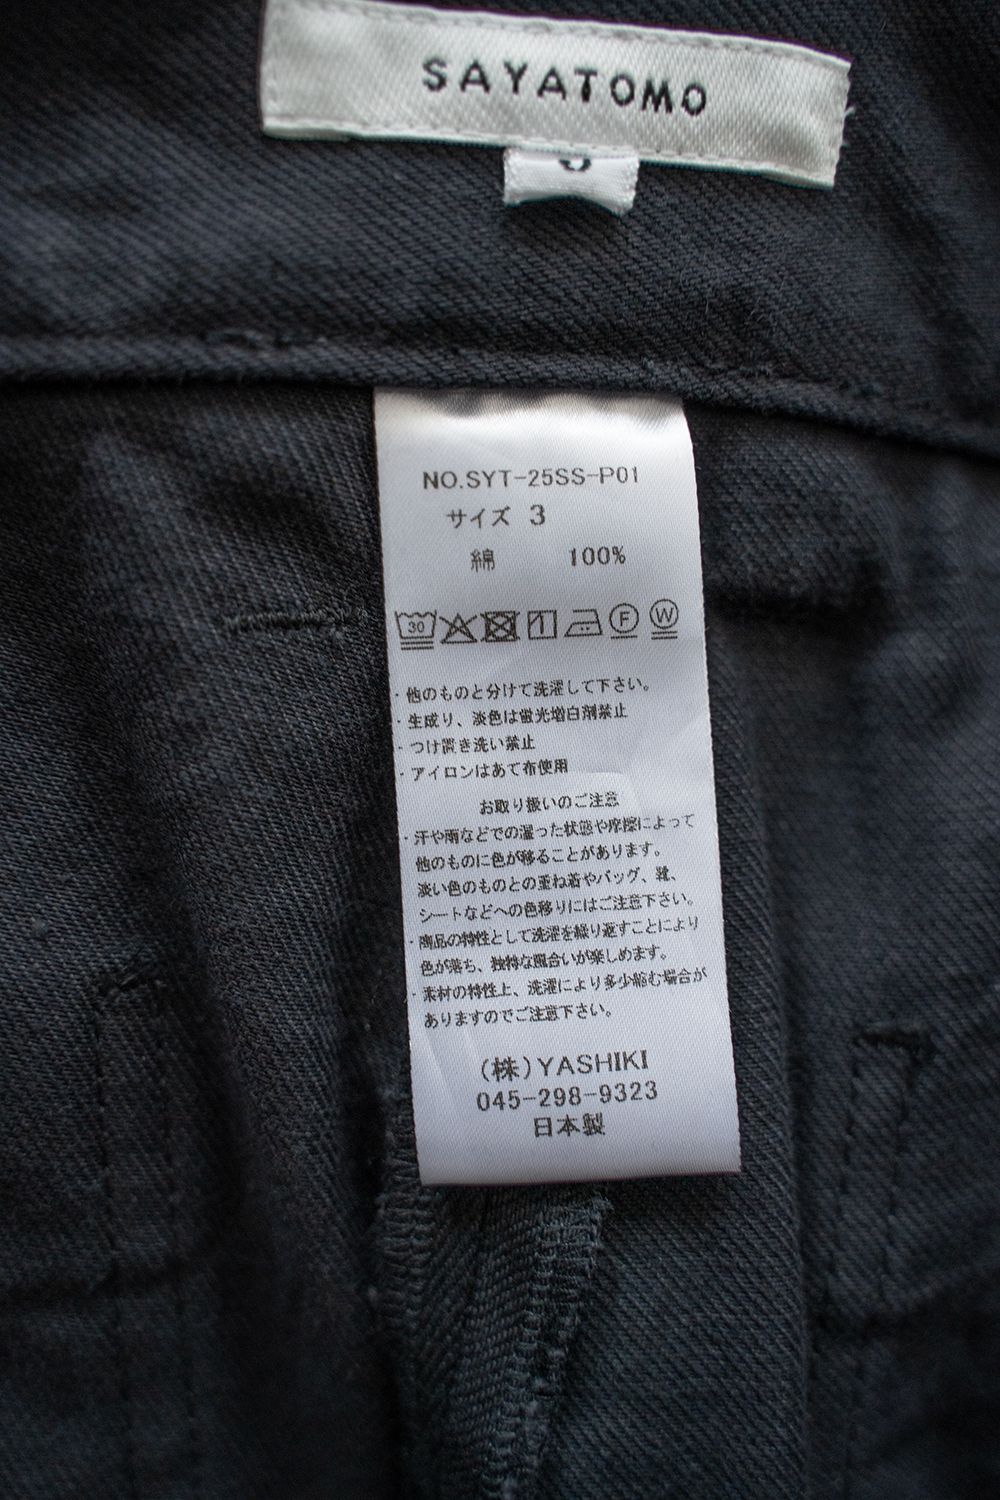 SAYATOMO
NO.SYT-25SS-P01
サイズ 3
綿 100%
30
F
W
・他のものと分けて洗濯して下さい。
・生成り、淡色は蛍光増白剤禁止
・つけ置き洗い禁止
・アイロンはあて布使用
お取り扱いのご注意
・汗や雨などでの湿った状態や摩擦によって
他のものに色が移ることがあります。
淡い色のものとの重ね着やバッグ、靴、
シートなどへの色移りにはご注意下さい。
・商品の特性として洗濯を繰り返すことにより
色が落ち、独特な風合いが楽しめます。
・素材の特性上、洗濯により多少縮む場合が
ありますのでご注意下さい。
(株)YASHIKI
045-298-9323
日本製